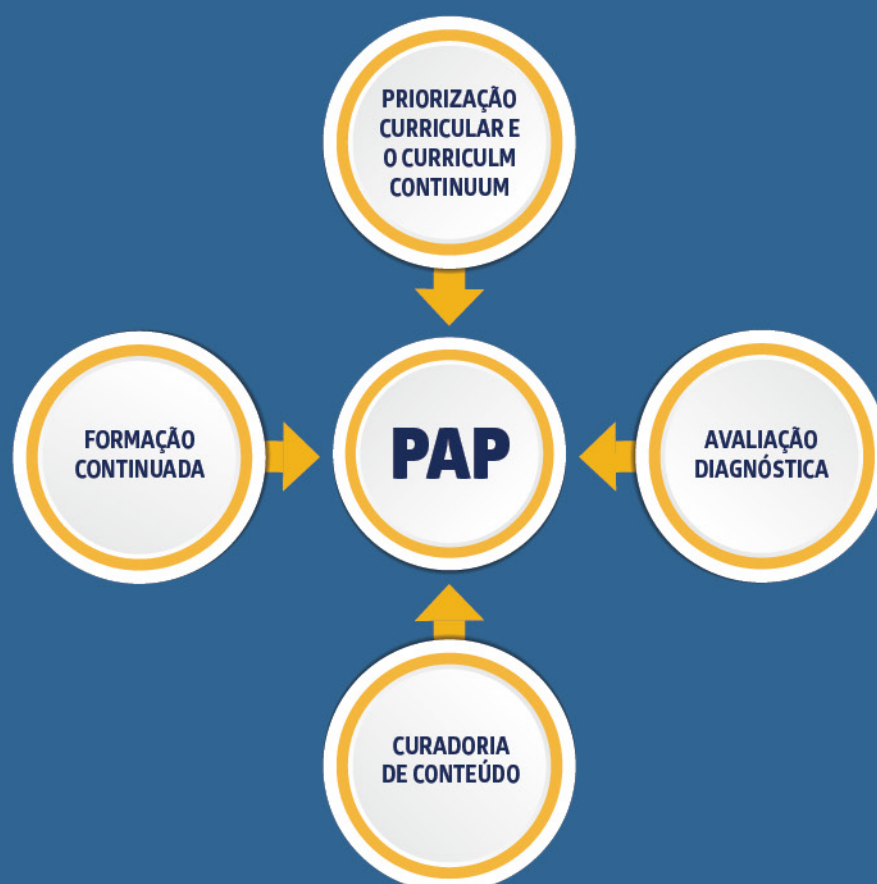 PRIORIZAÇÃO
CURRICULAR E
O CURRICULM
CONTINUUM
FORMAÇÃO
CONTINUADA
PAP
AVALIAÇÃO
DIAGNÓSTICA
CURADORIA
DE CONTEÚDO